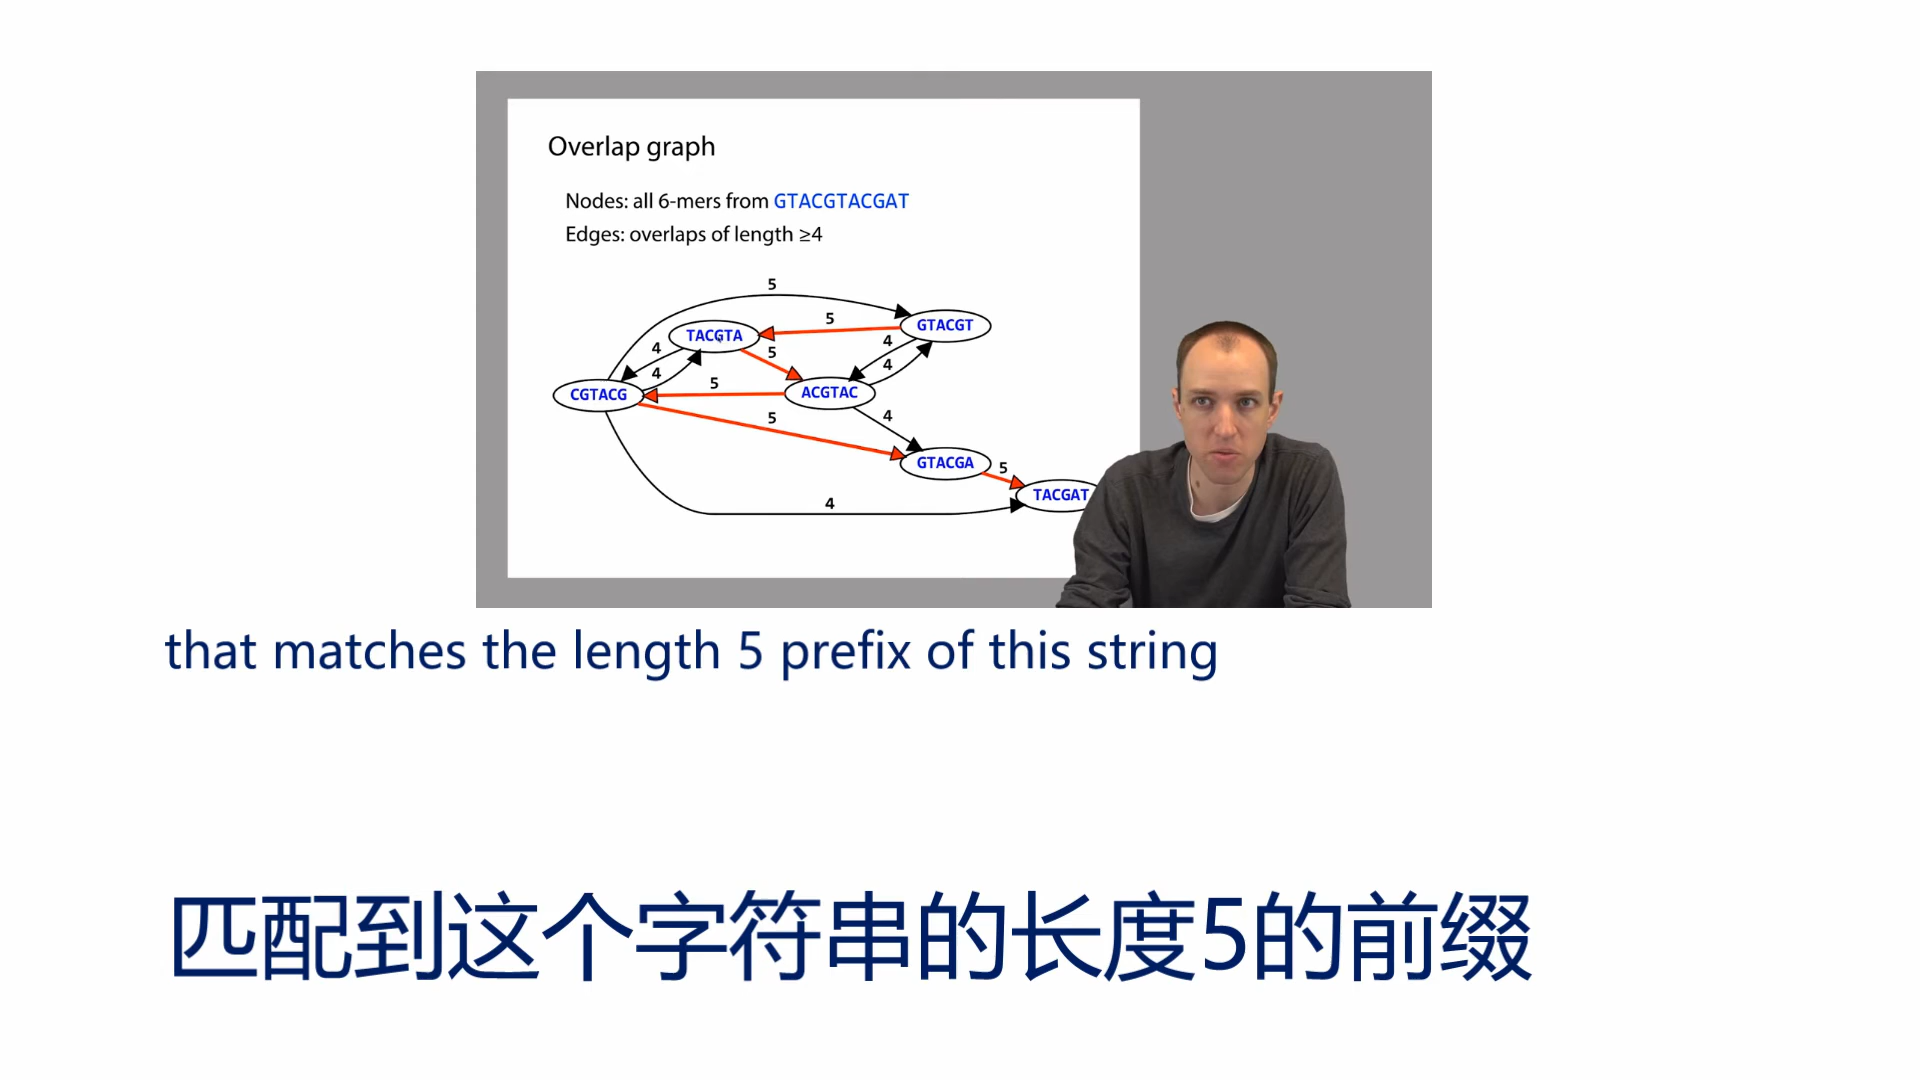 Overlap graph
Nodes: all 6-mers from GTACGTACGAT
Edges: overlaps of length ≥4
5
TACGTA
5
GTACGT
4
5
4
4
4
CGTACG
5
ACGTAC
5
4
GTACGA
5
TACGAT
4
that matches the length 5 prefix of this string
匹配到这个字符串的长度5的前缀